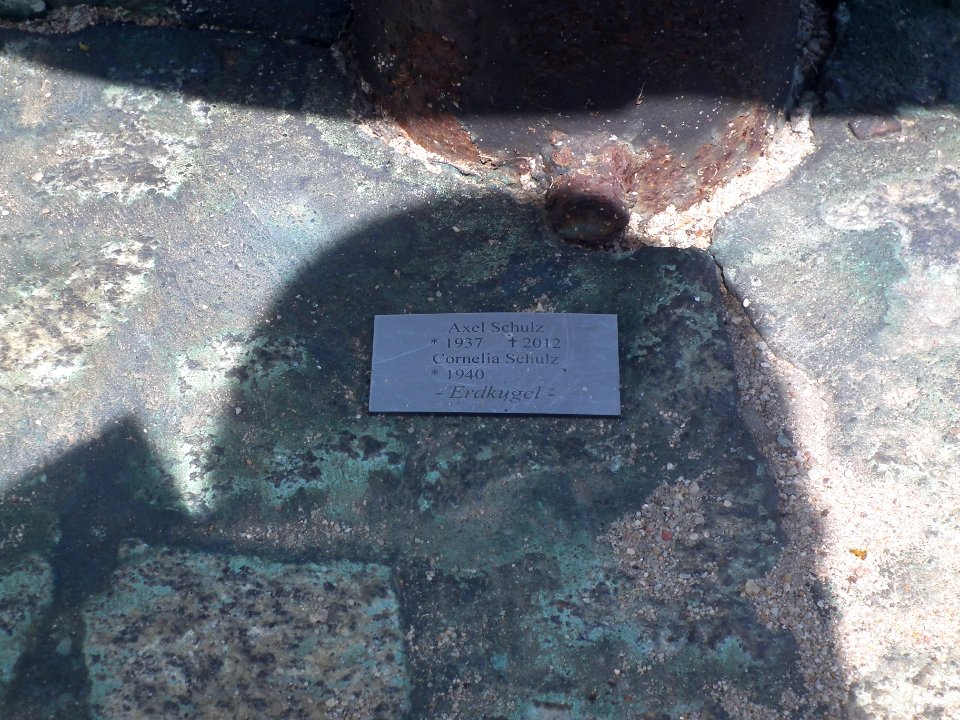 Axel Schulz
* 1937 ✝ 2012
Cornelia Schulz
* 1940
- Erdkugel -